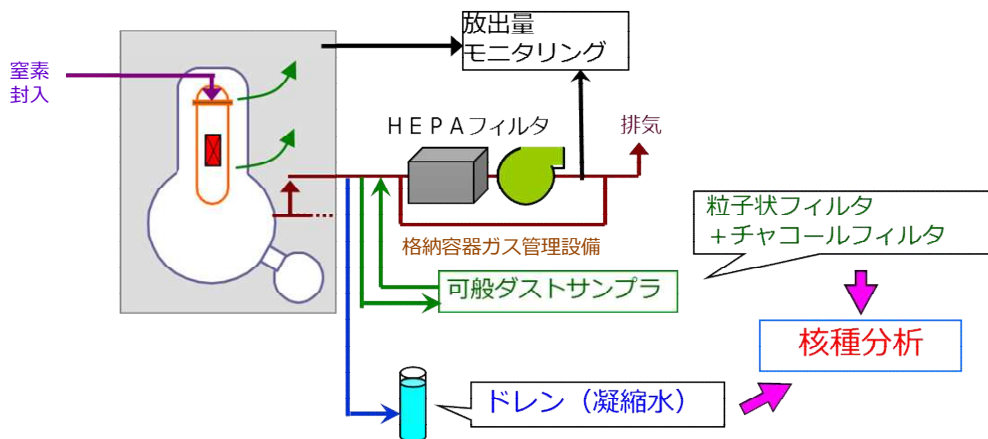 放出量
モニタリング
窒素
封入
ＨＥＰＡフィルタ
排気
粒子状フィルタ
＋チャコールフィルタ
格納容器ガス管理設備
可般ダストサンプラ
核種分析
ドレン（凝縮水）